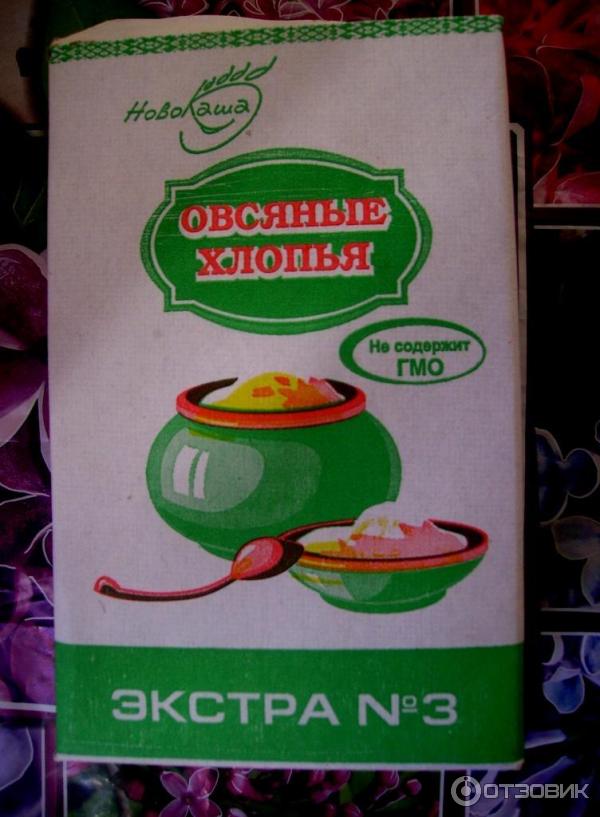 НовоКаша
ОВСЯНЫЕ
ХЛОПЬЯ
Не содержит
ГМО
ЭКСТРА №3
ОТЗОВИК